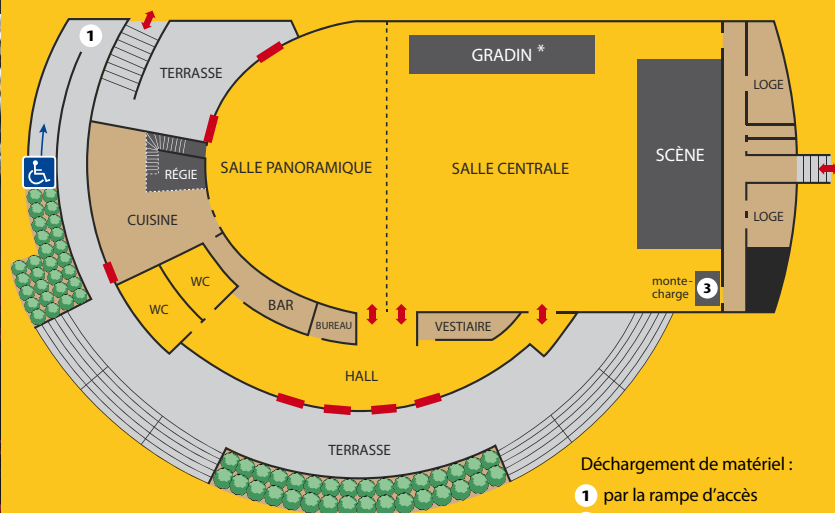 1
TERRASSE
GRADIN *
LOGE
RÉGIE
SALLE PANORAMIQUE
SALLE CENTRALE
SCÈNE
CUISINE
LOGE
WC
WC
monte-
charge
3
BAR
BUREAU
VESTIAIRE
HALL
TERRASSE
Déchargement de matériel :
1 par la rampe d’accès